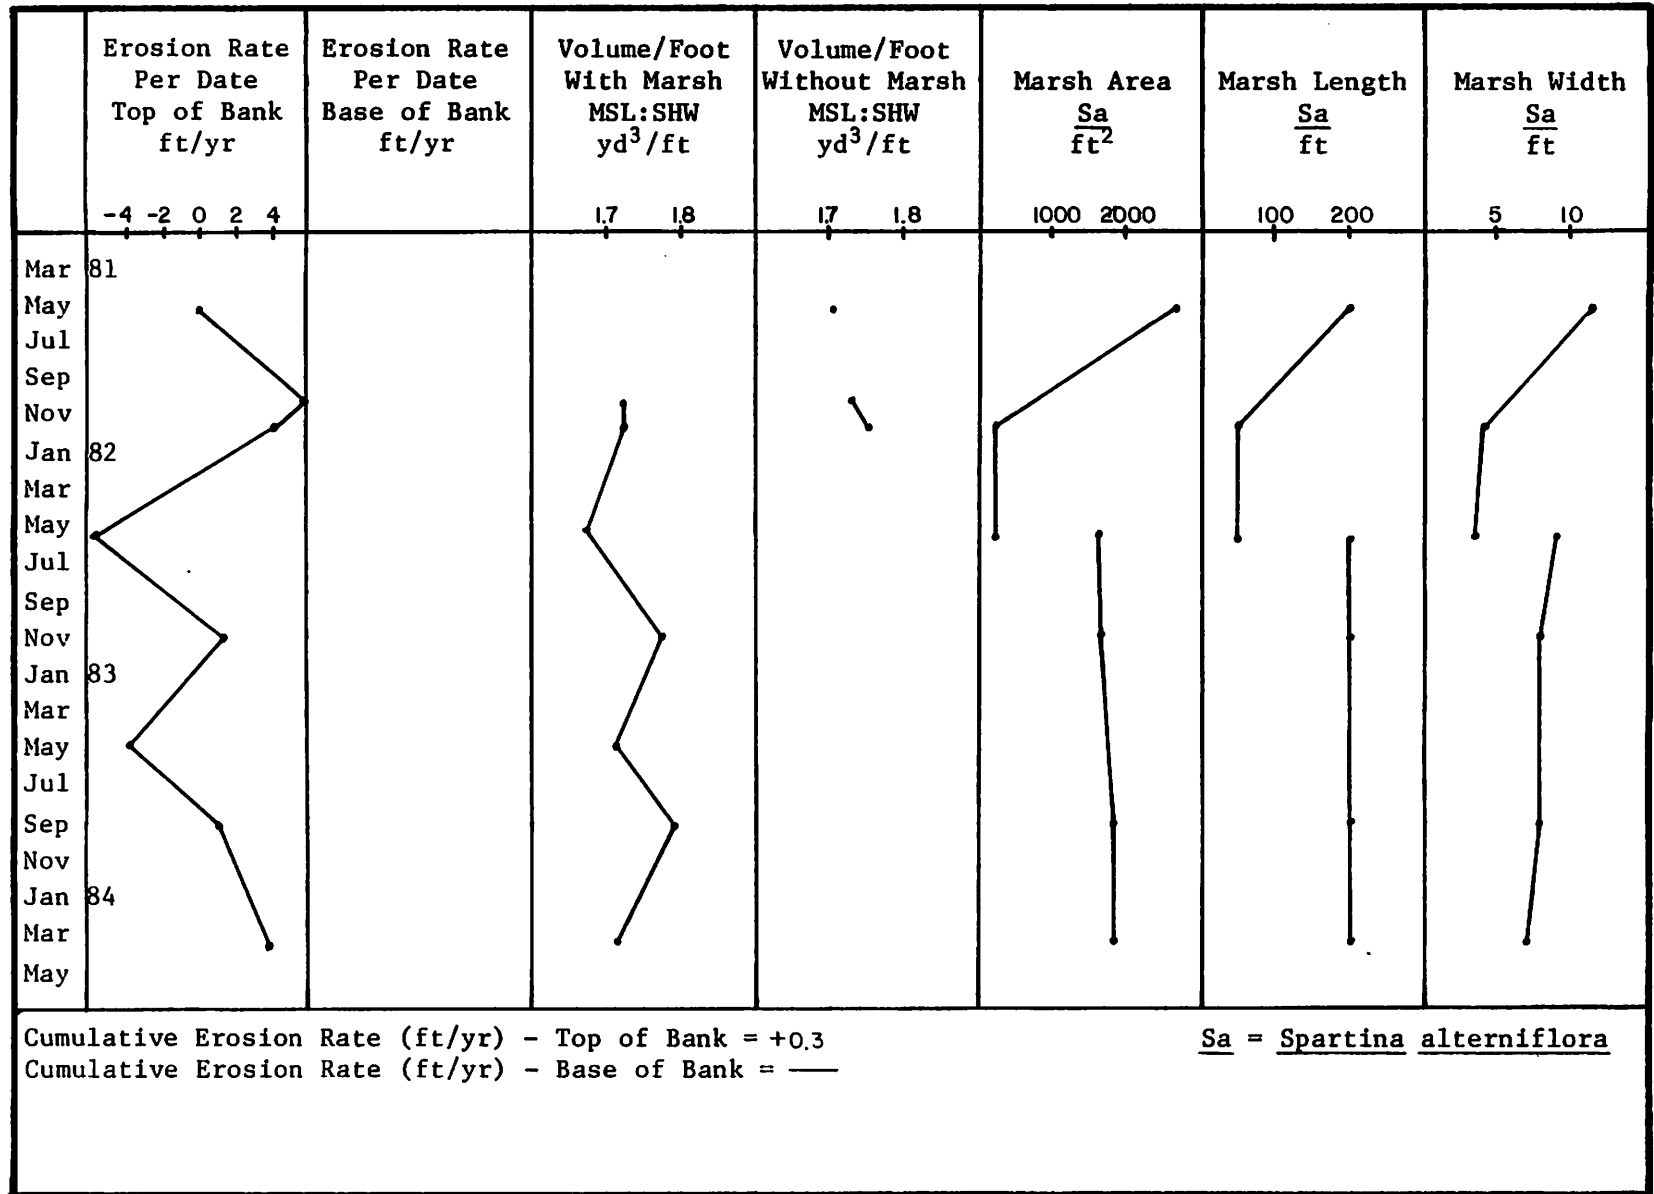 Erosion Rate
Per Date
Top of Bank
ft/yr
-4 -2 0 2 4
Erosion Rate
Per Date
Base of Bank
ft/yr
Volume/Foot
With Marsh
MSL:SHW
yd³/ft
1.7 1.8
Volume/Foot
Without Marsh
MSL:SHW
yd³/ft
1.7 1.8
Marsh Area
Sa
ft²
1000 2000
Marsh Length
Sa
ft
100 200
Marsh Width
Sa
ft
5 10
Mar 81
May
Jul
Sep
Nov
Jan 82
Mar
May
Jul
Sep
Nov
Jan 83
Mar
May
Jul
Sep
Nov
Jan 84
Mar
May
Cumulative Erosion Rate (ft/yr) - Top of Bank = +0.3
Cumulative Erosion Rate (ft/yr) - Base of Bank = —
Sa = Spartina alterniflora